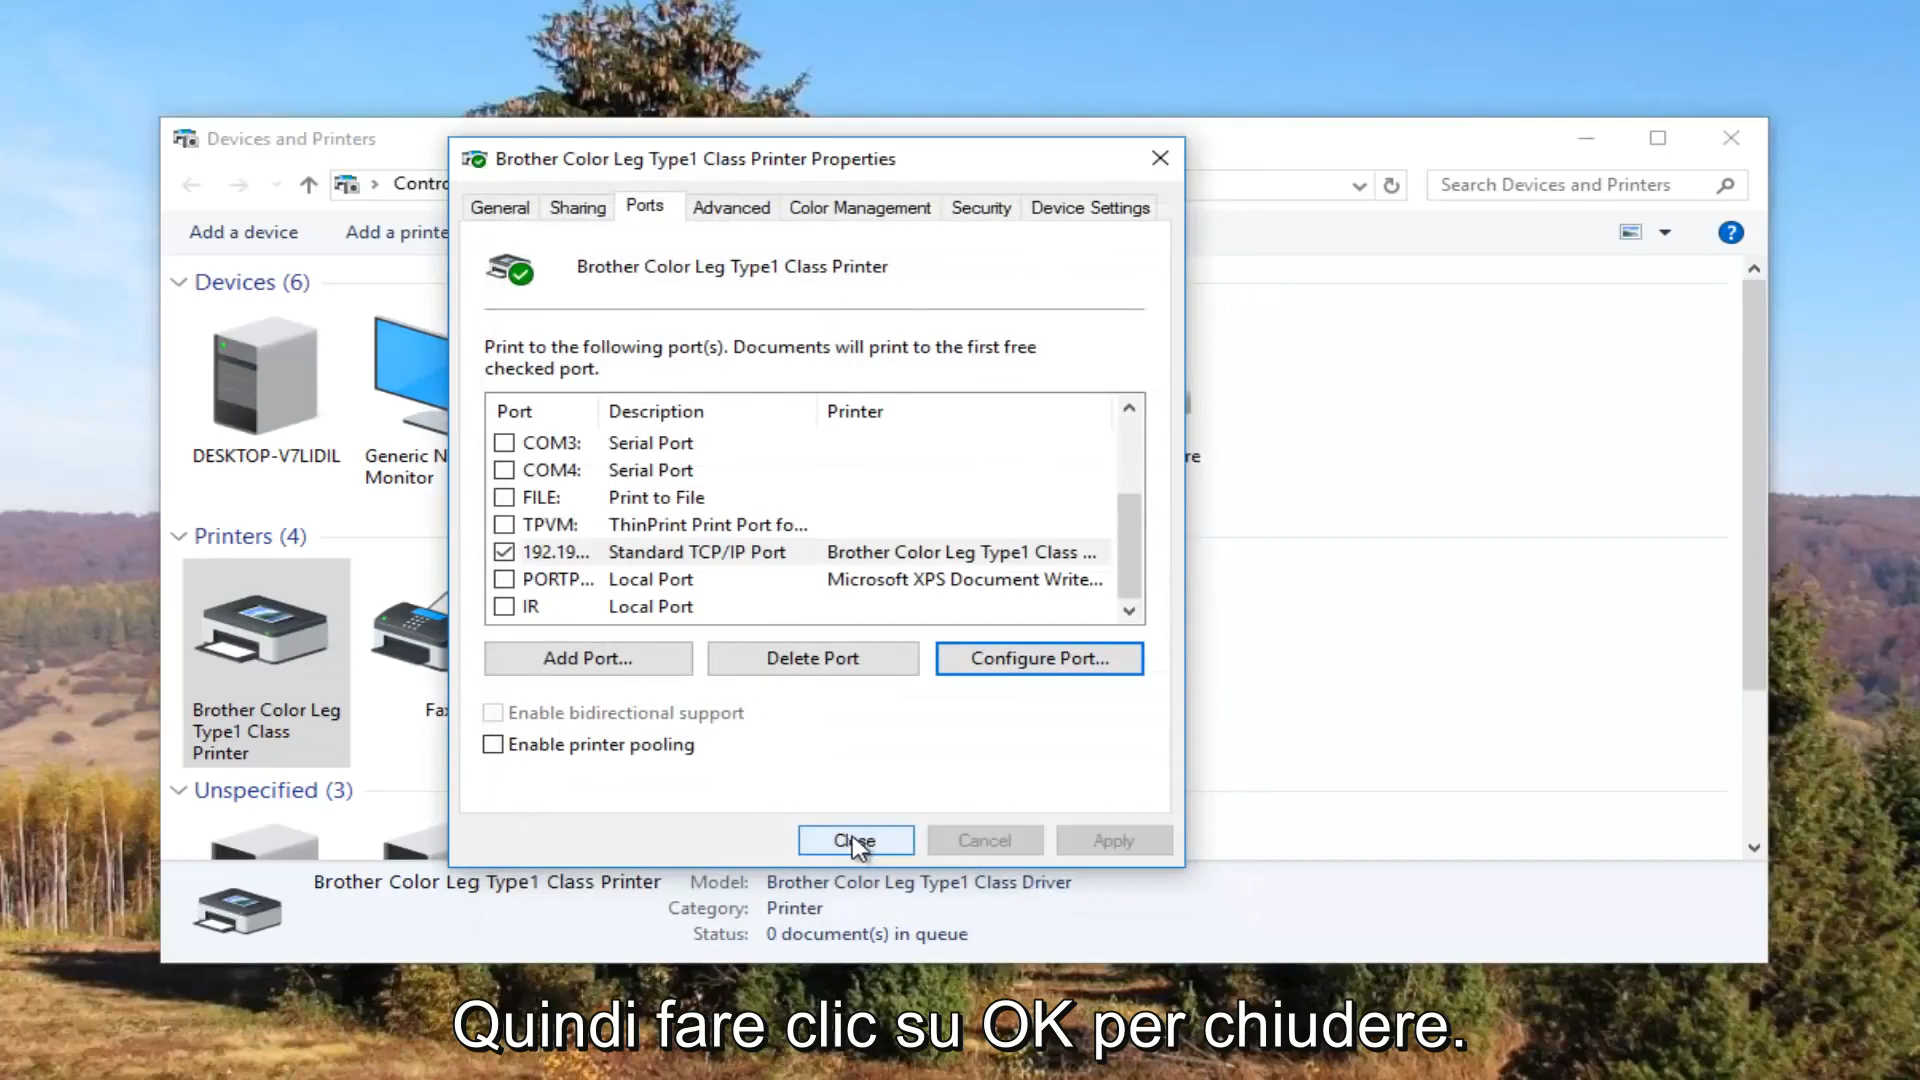 Devices and Printers
Brother Color Leg Type1 Class Printer Properties
Search Devices and Printers
General Sharing Ports Advanced Color Management Security Device Settings
Add a device
Brother Color Leg Type1 Class Printer
Devices (6)
Print to the following port(s). Documents will print to the first free
checked port.
Port Description Printer
COM3: Serial Port
COM4: Serial Port
FILE: Print to File
TPVM: ThinPrint Print Port fo...
192.19... Standard TCP/IP Port Brother Color Leg Type1 Class ...
PORTP... Local Port Microsoft XPS Document Write...
IR Local Port
DESKTOP-V7LIDIL
Generic
Monitor
Printers (4)
Add Port... Delete Port Configure Port...
Enable bidirectional support
Enable printer pooling
Brother Color Leg
Type1 Class
Printer
Unspecified (3)
Close Cancel Apply
Brother Color Leg Type1 Class Printer
Model: Brother Color Leg Type1 Class Driver
Category: Printer
Status: 0 document(s) in queue
Quindi fare clic su OK per chiudere.